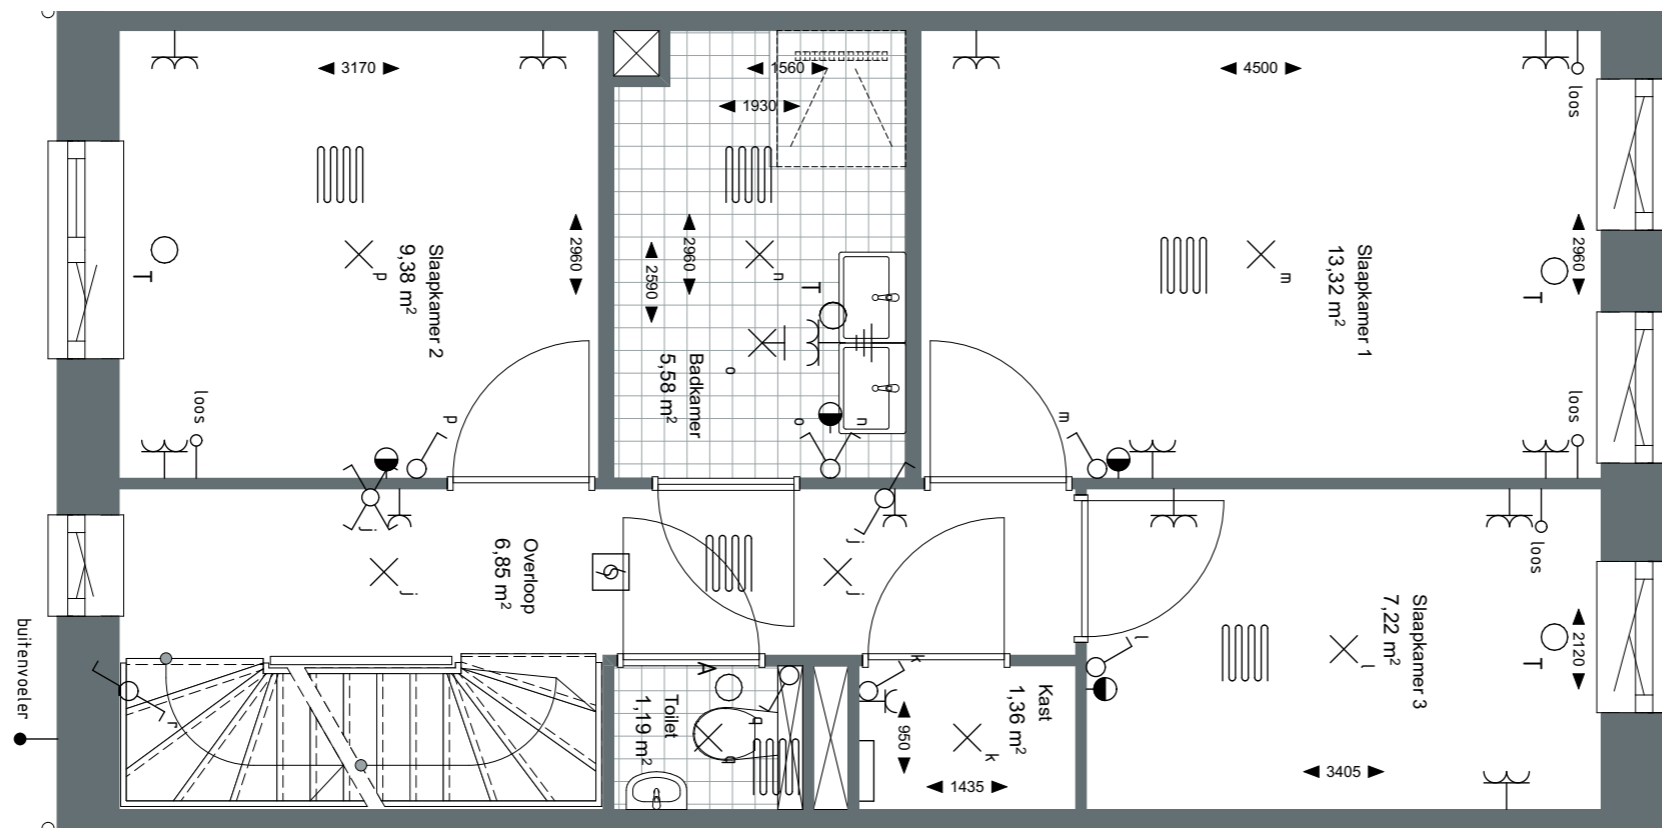 3170
1560
1930
4500
loos
Slaapkamer 2
9,38 m²
p
T
2960
2960
2590
n
T
Slaapkamer 1
13,32 m²
m
2960
T
Badkamer
5,58 m²
o
loos
p
o
n
m
loos
j
j
loos
Overloop
6,85 m²
j
j
Slaapkamer 3
7,22 m²
l
l
2120
T
buitenvoeler
r
A
Toilet
1,19 m²
q
q
k
Kast
1,36 m²
k
950
1435
3405